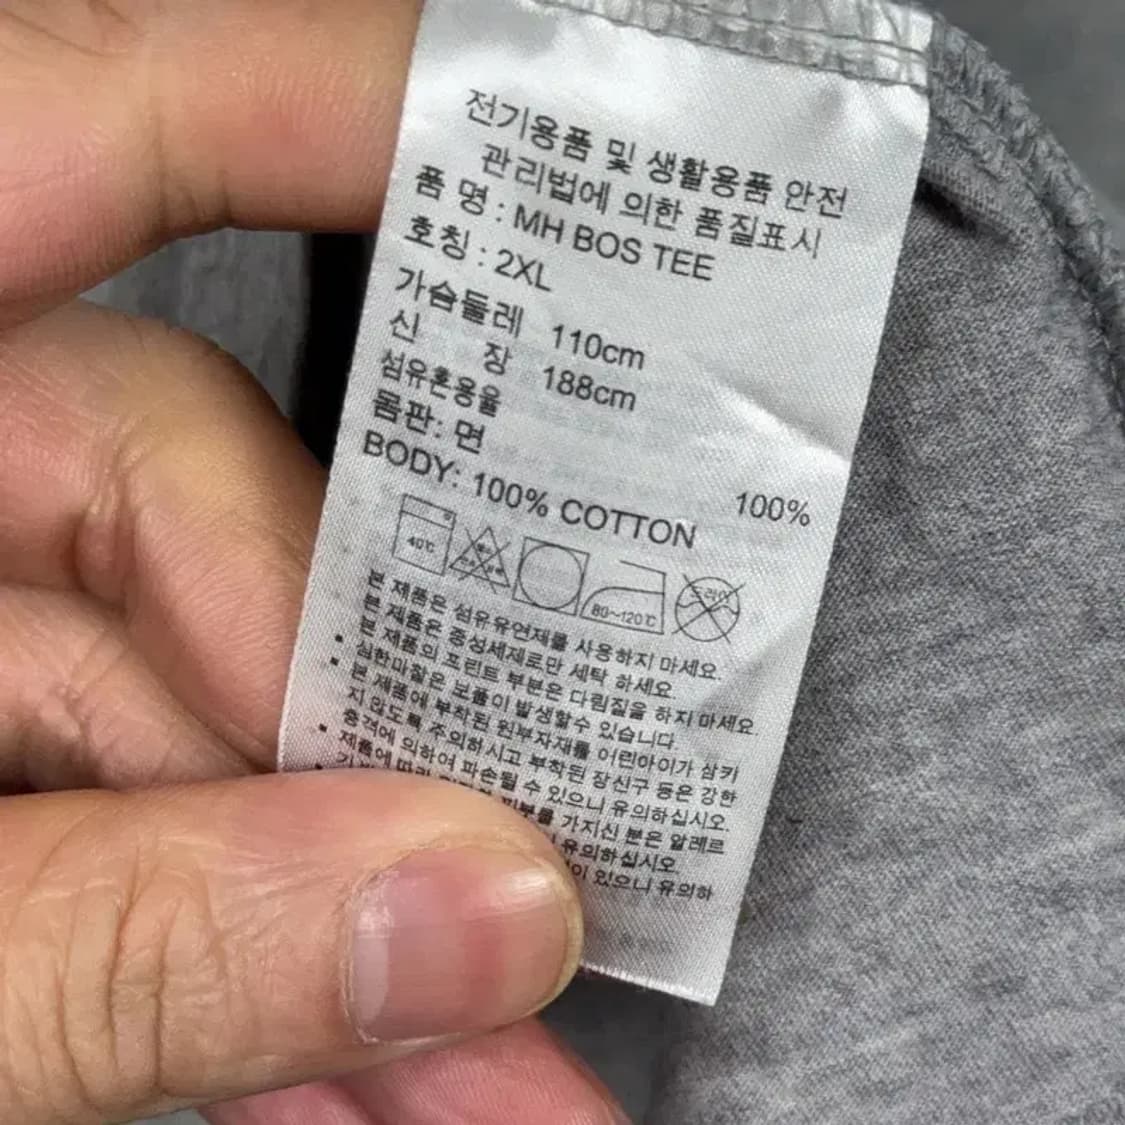 전기용품 및 생활용품 안전
관리법에 의한 품질표시
품 명 : MH BOS TEE
호칭 : 2XL
가슴둘레 110cm
신 장 188cm
섬유혼용율
몸판: 면 100%
BODY: 100% COTTON
40℃
80~120℃
드라이
본 제품은 섬유유연제를 사용하지 마세요.
본 제품은 중성세제로만 세탁 하세요.
본 제품의 프린트 부분은 다림질을 하지 마세요.
심한마찰은 보풀이 발생할수 있습니다.
본 제품에 부착된 원부자재를 어린아이가 삼키
지 않도록 주의하시고 부착된 장신구 등은 강한
충격에 의하여 파손될 수 있으니 유의하십시오.
제품에 따라 피부를 가지신 분은 알레르
유의하십시오.
있으니 유의하